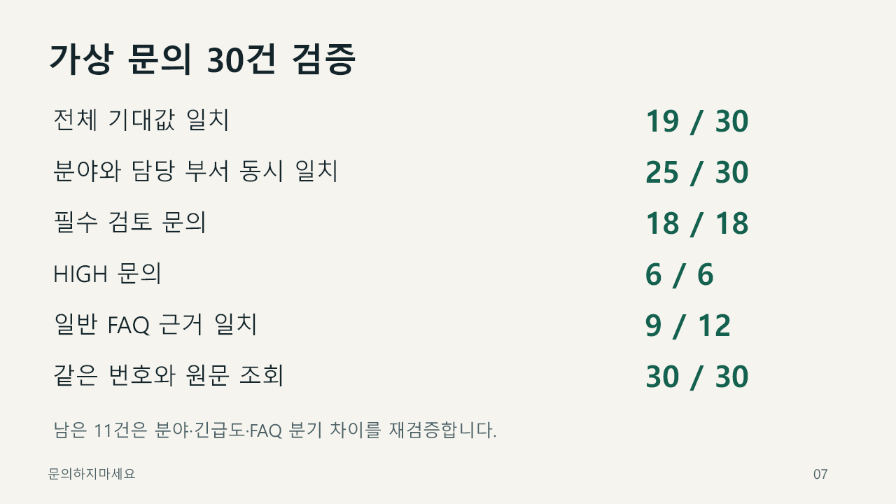 가상 문의 30건 검증
전체 기대값 일치 19 / 30
분야와 담당 부서 동시 일치 25 / 30
필수 검토 문의 18 / 18
HIGH 문의 6 / 6
일반 FAQ 근거 일치 9 / 12
같은 번호와 원문 조회 30 / 30
남은 11건은 분야·긴급도·FAQ 분기 차이를 재검증합니다.
문의하지마세요 07